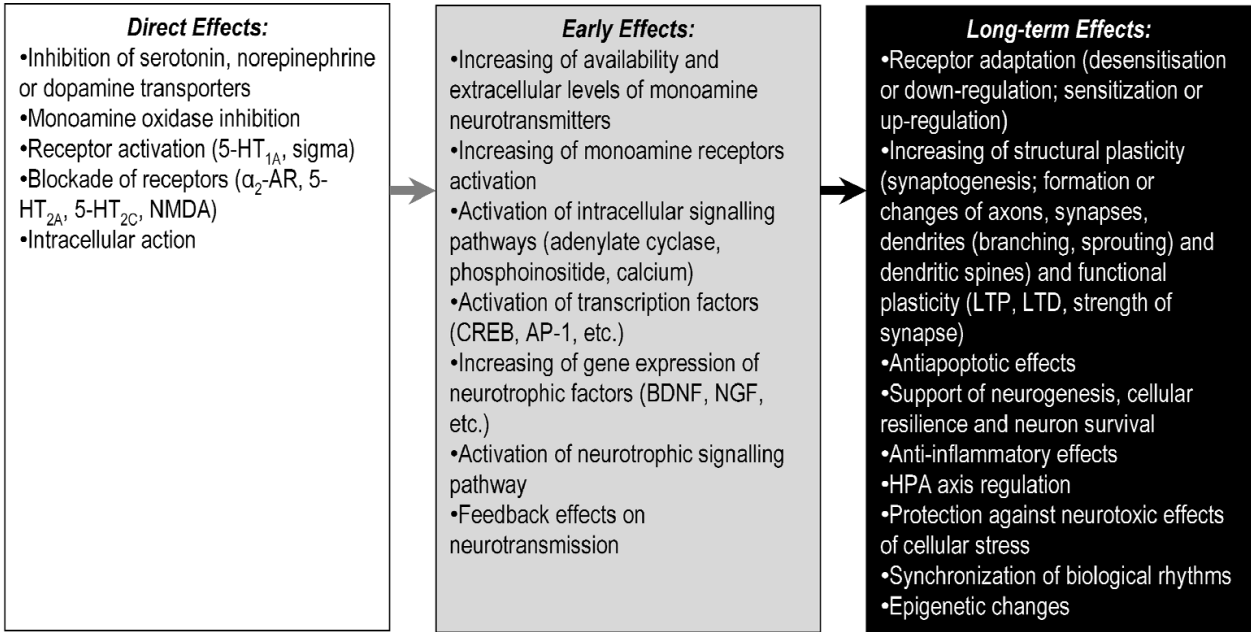 Direct Effects:
•Inhibition of serotonin, norepinephrine
or dopamine transporters
•Monoamine oxidase inhibition
•Receptor activation (5-HT1A, sigma)
•Blockade of receptors (α2-AR, 5-
HT2A, 5-HT2C, NMDA)
•Intracellular action
Early Effects:
•Increasing of availability and
extracellular levels of monoamine
neurotransmitters
•Increasing of monoamine receptors
activation
•Activation of intracellular signalling
pathways (adenylate cyclase,
phosphoinositide, calcium)
•Activation of transcription factors
(CREB, AP-1, etc.)
•Increasing of gene expression of
neurotrophic factors (BDNF, NGF,
etc.)
•Activation of neurotrophic signalling
pathway
•Feedback effects on
neurotransmission
Long-term Effects:
•Receptor adaptation (desensitisation
or down-regulation; sensitization or
up-regulation)
•Increasing of structural plasticity
(synaptogenesis; formation or
changes of axons, synapses,
dendrites (branching, sprouting) and
dendritic spines) and functional
plasticity (LTP, LTD, strength of
synapse)
•Antiapoptotic effects
•Support of neurogenesis, cellular
resilience and neuron survival
•Anti-inflammatory effects
•HPA axis regulation
•Protection against neurotoxic effects
of cellular stress
•Synchronization of biological rhythms
•Epigenetic changes